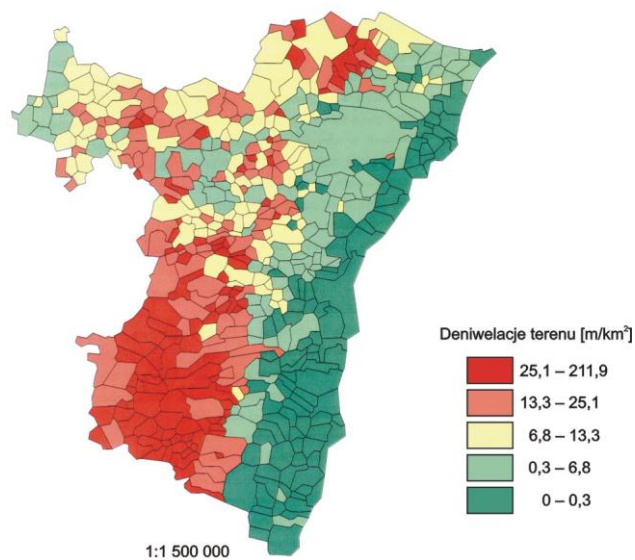 Deniwelacje terenu [m/km²]
25,1 – 211,9
13,3 – 25,1
6,8 – 13,3
0,3 – 6,8
0 – 0,3
1:1 500 000